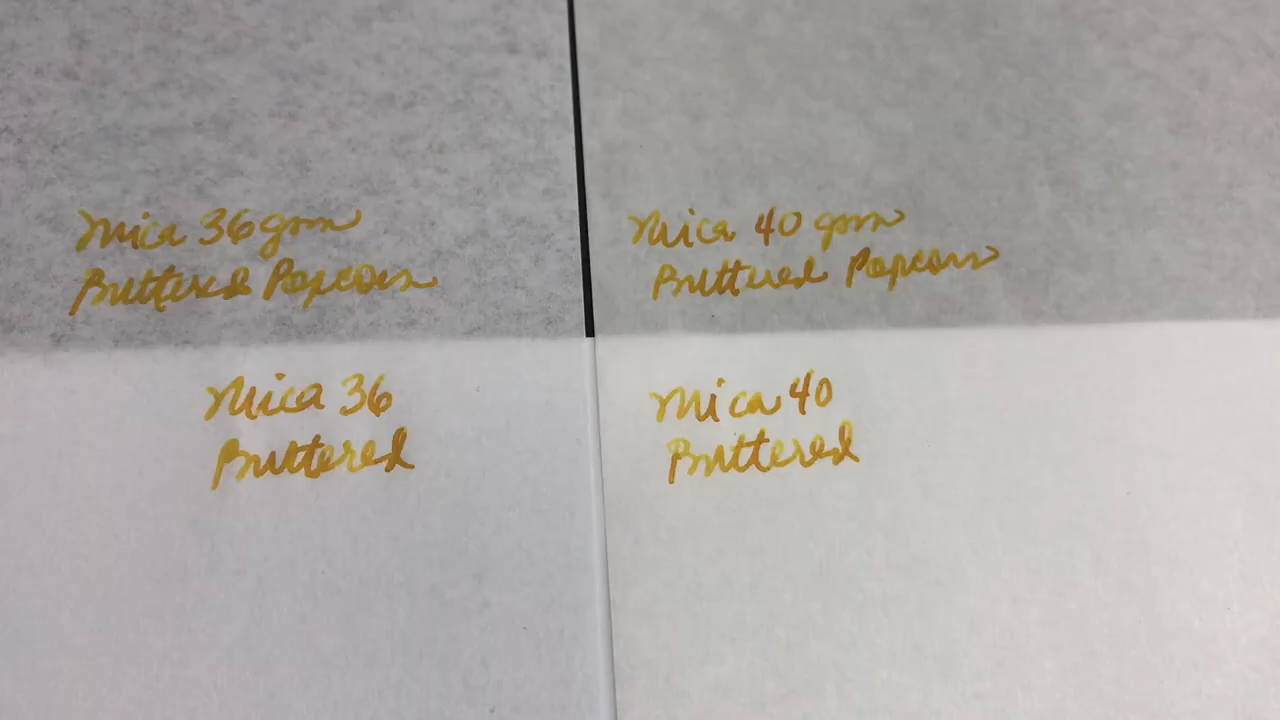 Mica 36 gsm
Buttered Popcorn
Mica 40 gsm
Buttered Popcorn
Mica 36
Buttered
Mica 40
Buttered